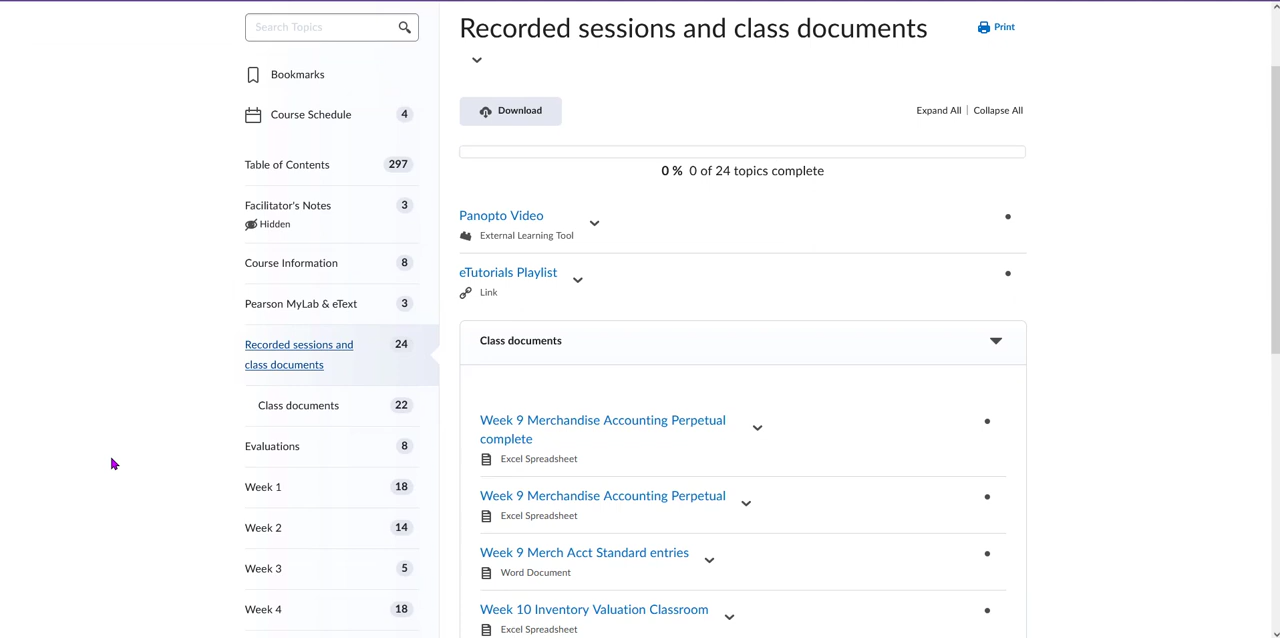 Search Topics
Bookmarks
Course Schedule 4
Table of Contents 297
Facilitator's Notes 3
Hidden
Course Information 8
Pearson MyLab & eText 3
Recorded sessions and 24
class documents
Class documents 22
Evaluations 8
Week 1 18
Week 2 14
Week 3 5
Week 4 18
Recorded sessions and class documents
Print
Download
Expand All | Collapse All
0 % 0 of 24 topics complete
Panopto Video
External Learning Tool
eTutorials Playlist
Link
Class documents
Week 9 Merchandise Accounting Perpetual
complete
Excel Spreadsheet
Week 9 Merchandise Accounting Perpetual
Excel Spreadsheet
Week 9 Merch Acct Standard entries
Word Document
Week 10 Inventory Valuation Classroom
Excel Spreadsheet